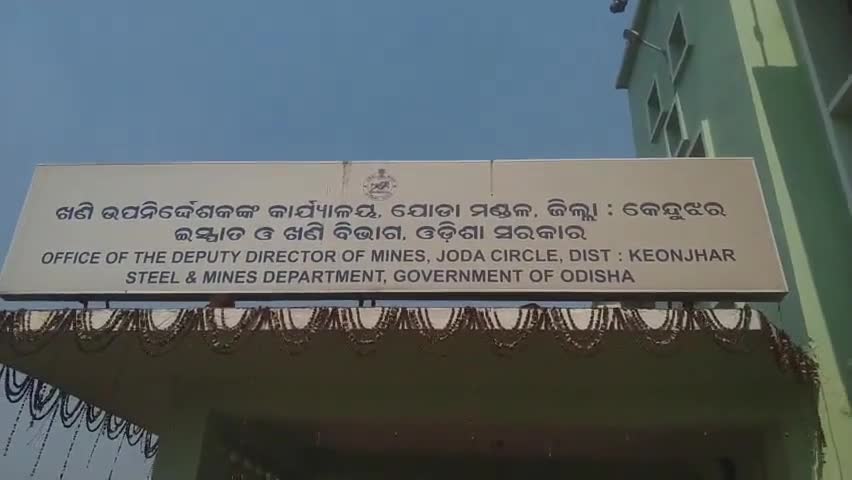 ଖଣି ଉପନିର୍ଦ୍ଦେଶକଙ୍କ କାର୍ଯ୍ୟାଳୟ, ଯୋଡା ମଣ୍ଡଳ, ଜିଲ୍ଲା : କେନ୍ଦୁଝର
ଇସ୍ପାତ ଓ ଖଣି ବିଭାଗ, ଓଡ଼ିଶା ସରକାର
OFFICE OF THE DEPUTY DIRECTOR OF MINES, JODA CIRCLE, DIST : KEONJHAR
STEEL & MINES DEPARTMENT, GOVERNMENT OF ODISHA